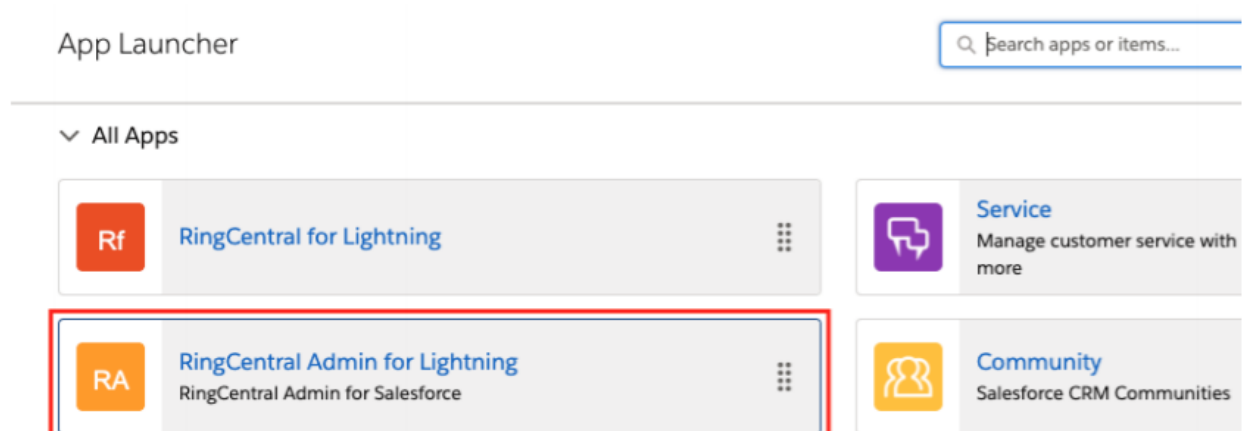 App Launcher
Search apps or items...
All Apps
Rf
RingCentral for Lightning
Service
Manage customer service with
more
RA
RingCentral Admin for Lightning
RingCentral Admin for Salesforce
Community
Salesforce CRM Communities